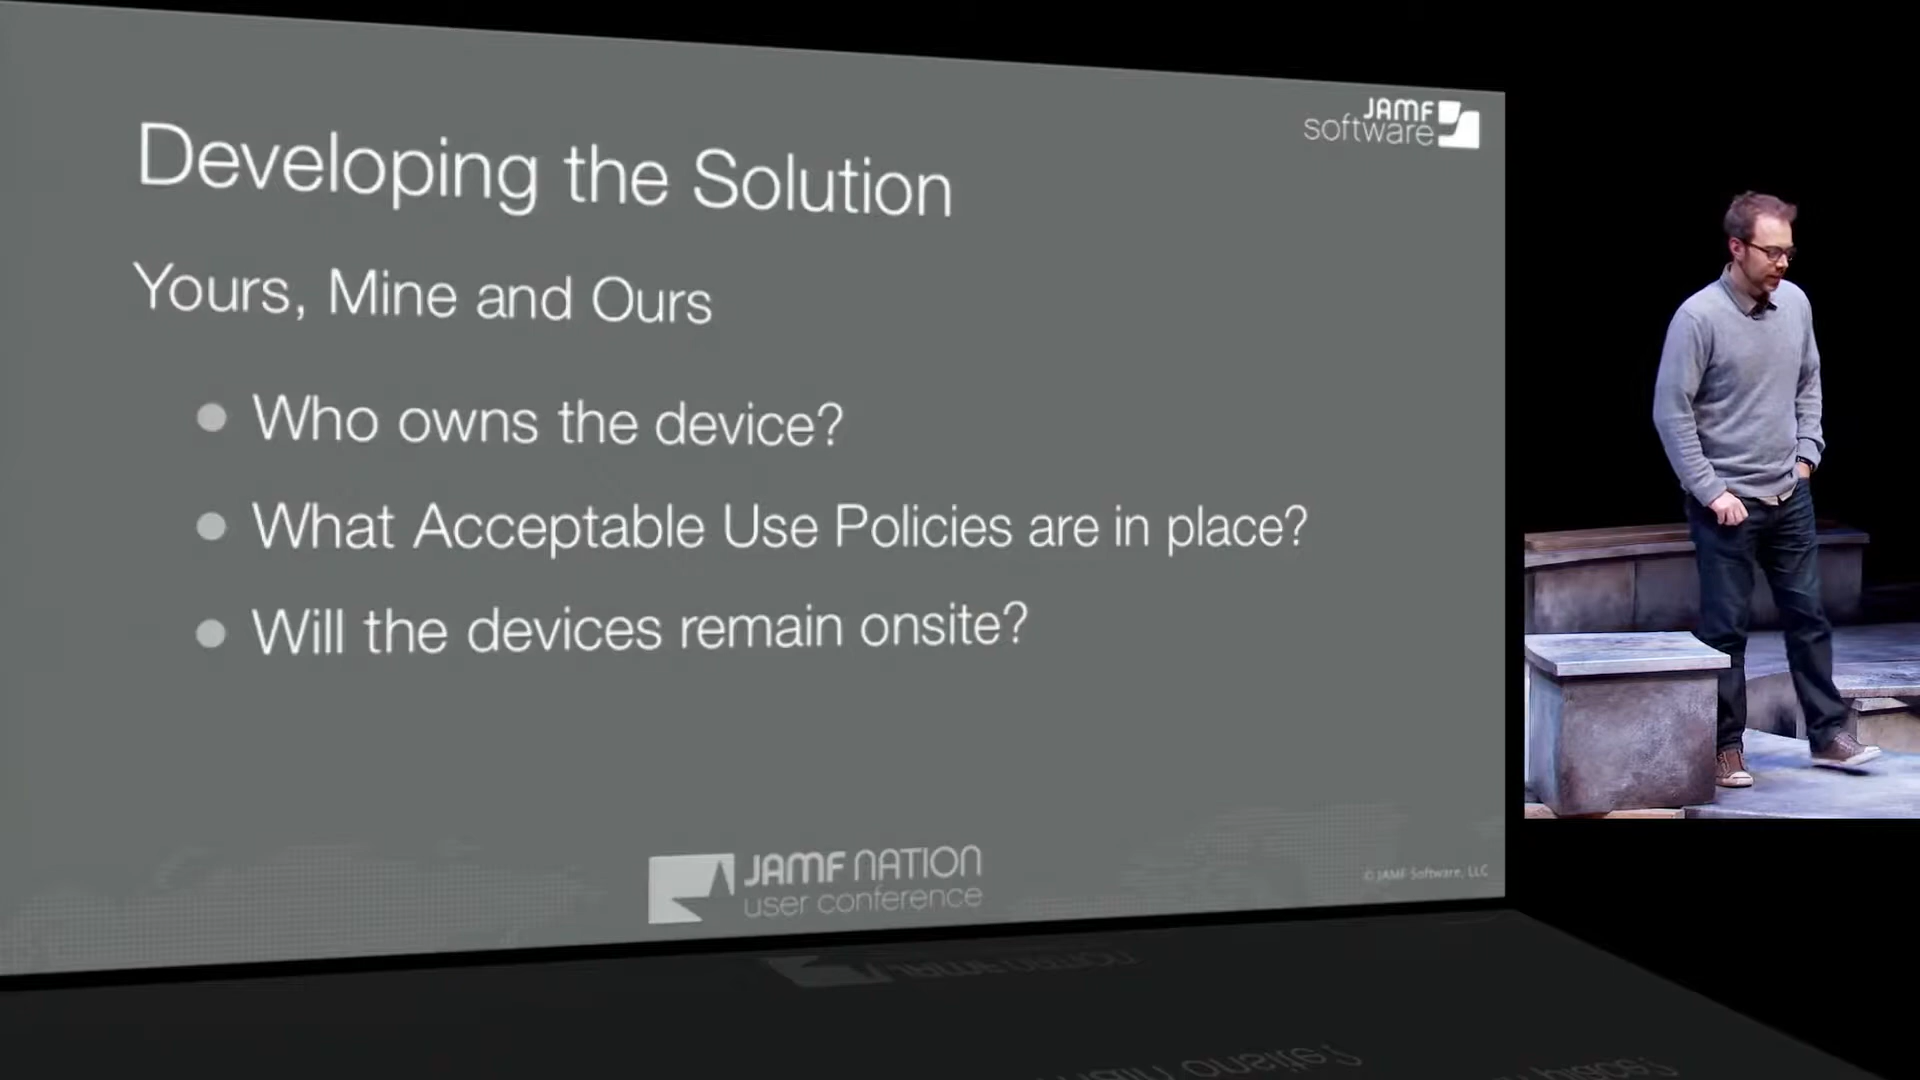 JAMF
software
Developing the Solution
Yours, Mine and Ours
Who owns the device?
What Acceptable Use Policies are in place?
Will the devices remain onsite?
JAMF NATION
user conference
© JAMF Software, LLC